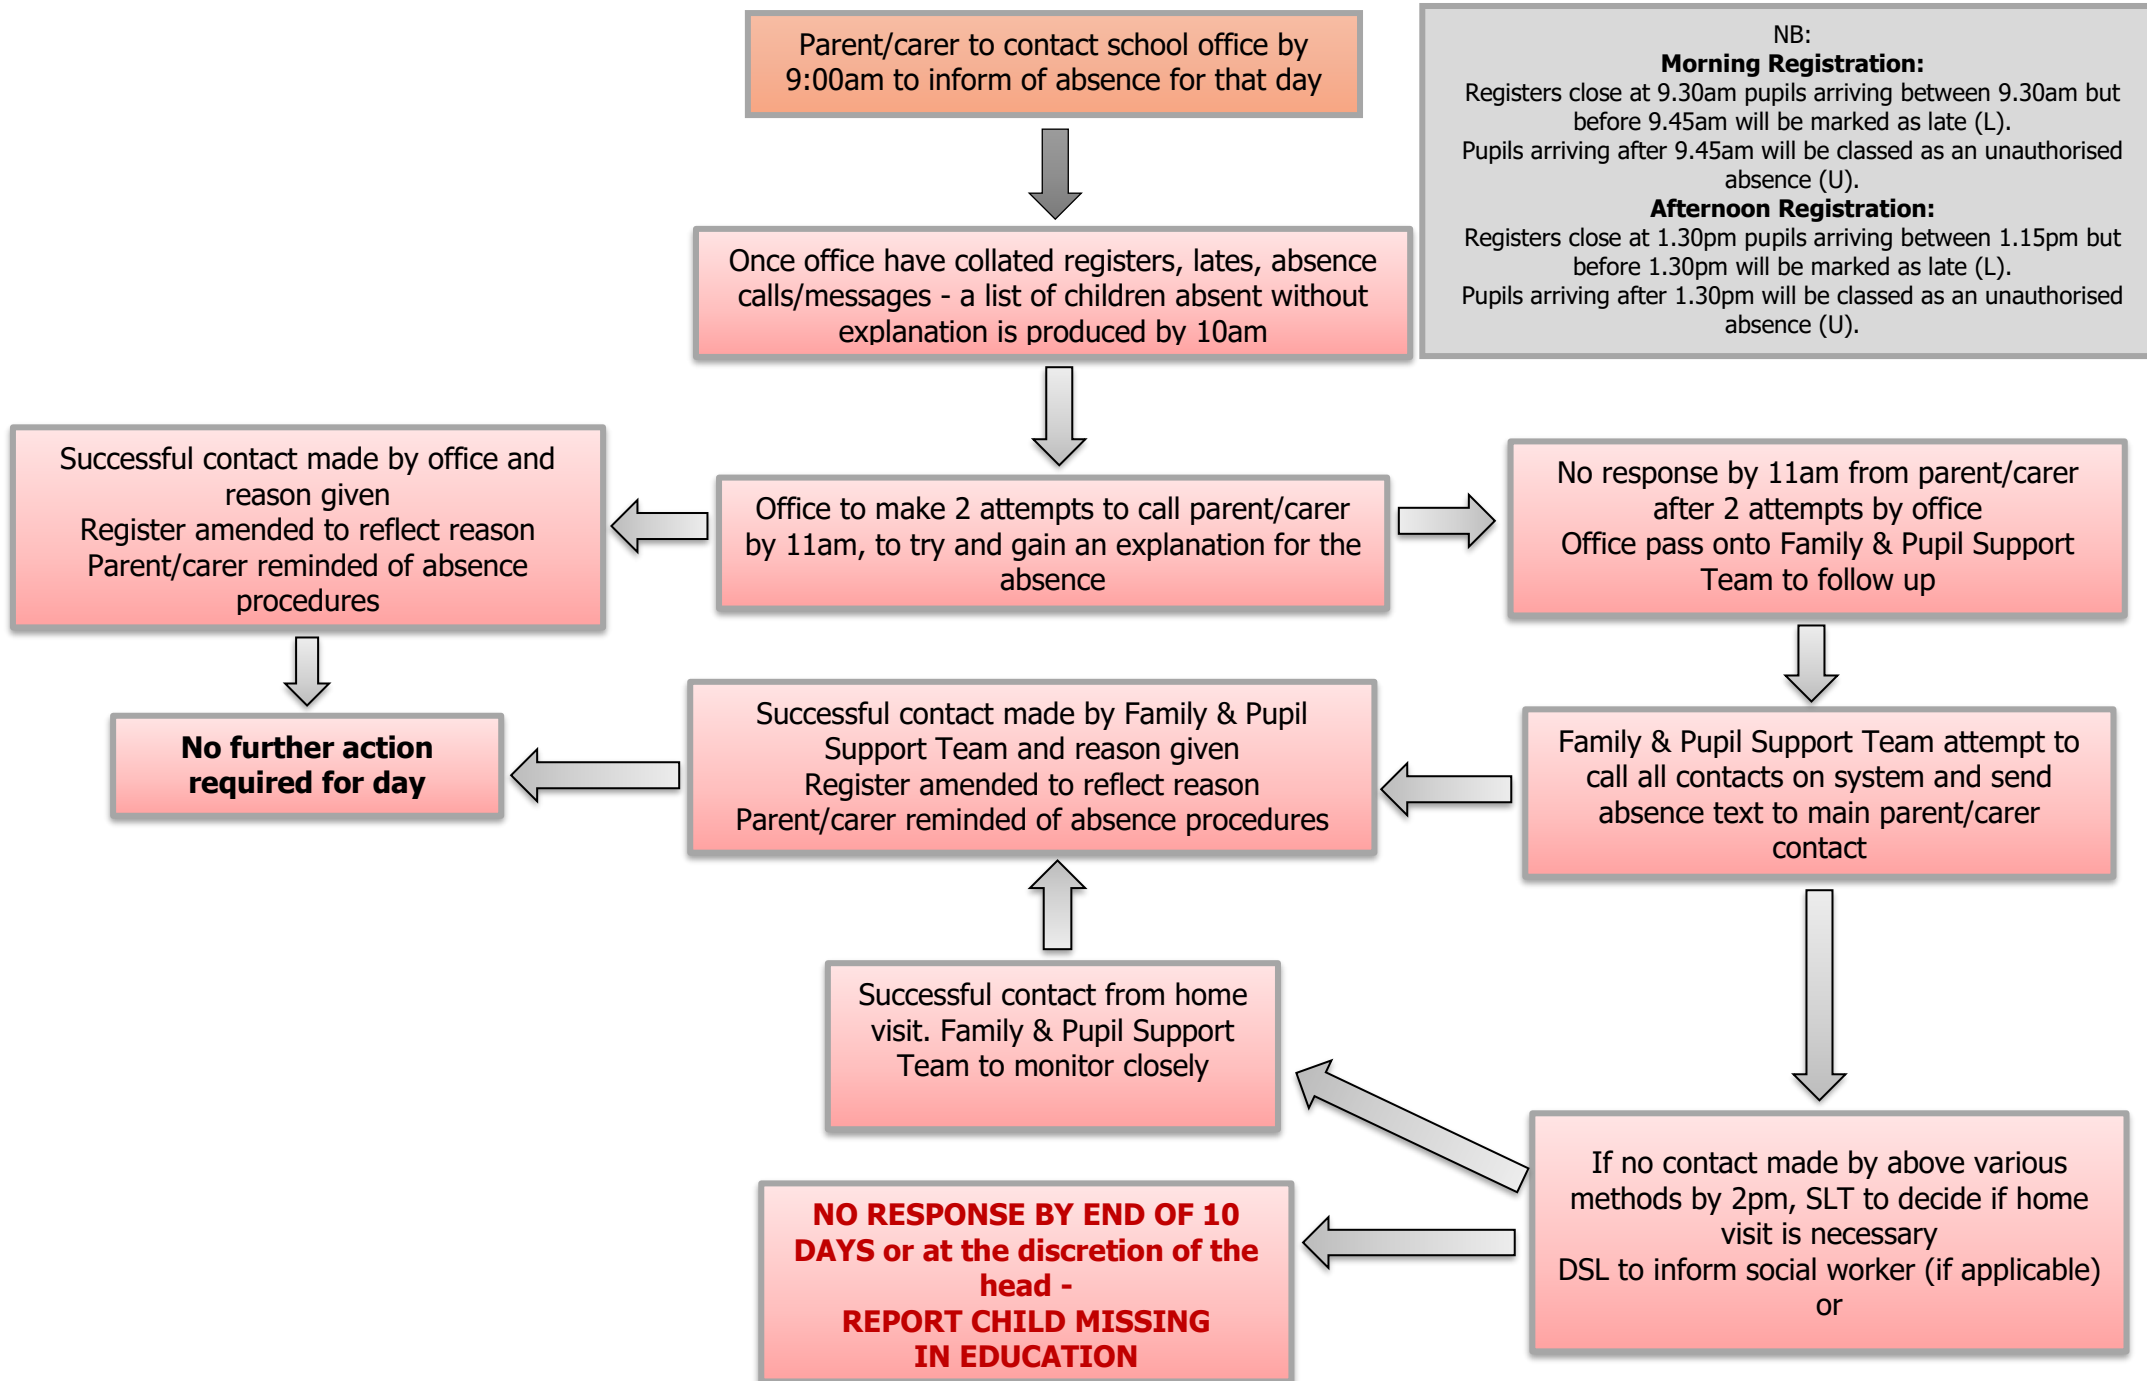 Parent/carer to contact school office by
9:00am to inform of absence for that day
NB:
Morning Registration:
Registers close at 9.30am pupils arriving between 9.30am but
before 9.45am will be marked as late (L).
Pupils arriving after 9.45am will be classed as an unauthorised
absence (U).
Afternoon Registration:
Registers close at 1.30pm pupils arriving between 1.15pm but
before 1.30pm will be marked as late (L).
Pupils arriving after 1.30pm will be classed as an unauthorised
absence (U).
Once office have collated registers, lates, absence
calls/messages - a list of children absent without
explanation is produced by 10am
Successful contact made by office and
reason given
Register amended to reflect reason
Parent/carer reminded of absence
procedures
Office to make 2 attempts to call parent/carer
by 11am, to try and gain an explanation for the
absence
No response by 11am from parent/carer
after 2 attempts by office
Office pass onto Family & Pupil Support
Team to follow up
No further action
required for day
Successful contact made by Family & Pupil
Support Team and reason given
Register amended to reflect reason
Parent/carer reminded of absence procedures
Family & Pupil Support Team attempt to
call all contacts on system and send
absence text to main parent/carer
contact
Successful contact from home
visit. Family & Pupil Support
Team to monitor closely
If no contact made by above various
methods by 2pm, SLT to decide if home
visit is necessary
DSL to inform social worker (if applicable)
or
NO RESPONSE BY END OF 10
DAYS or at the discretion of the
head -
REPORT CHILD MISSING
IN EDUCATION